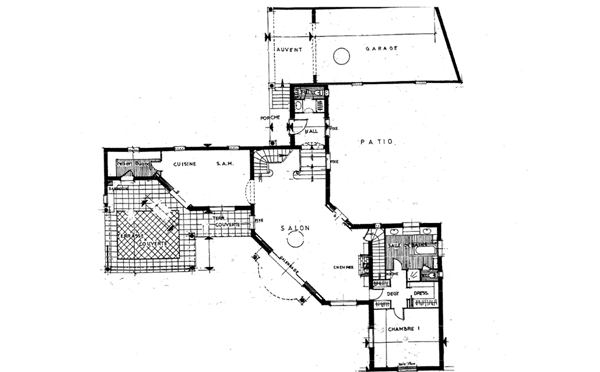 AUVENT
GARAGE
PORCHE
HALL
PATIO
CUISINE S.A.M.
TERR
COUVERTE
SALON
TERRASSE
COUVERTE
CHEMINEE
SALLE DE BAINS
DEGT
DRESS.
CHAMBRE 1